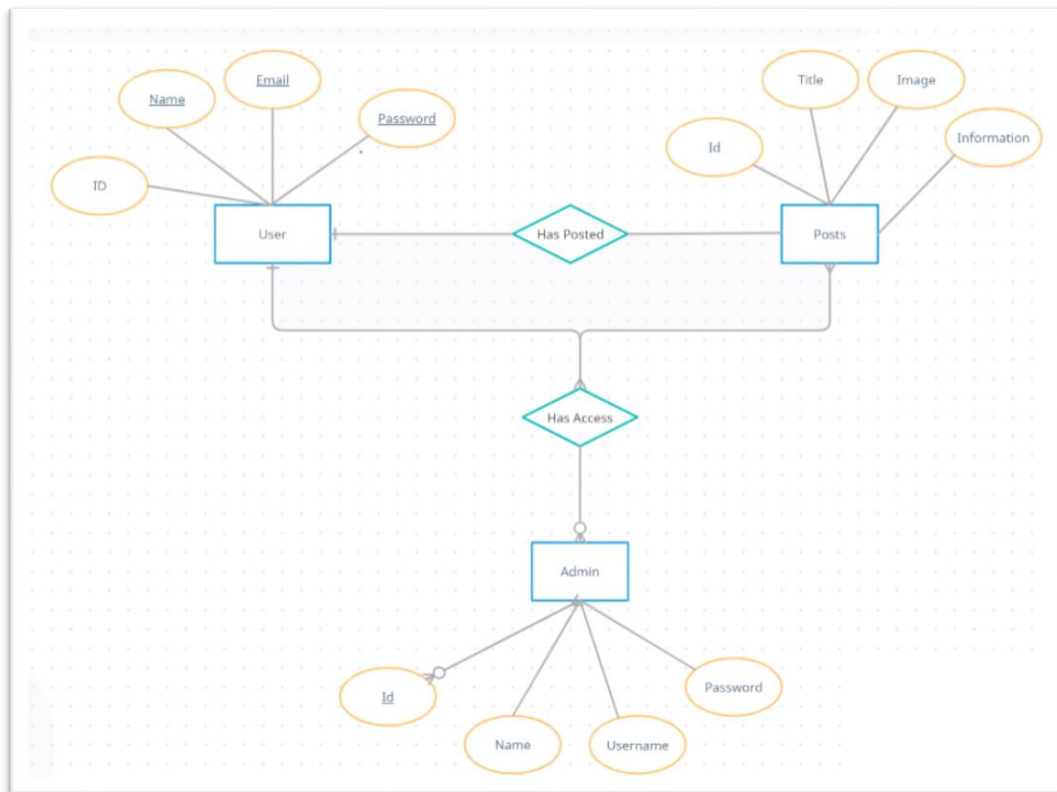 Email
Name
Password
ID
User
Title
Image
Id
Information
Has Posted
Posts
Has Access
Admin
Id
Name
Username
Password